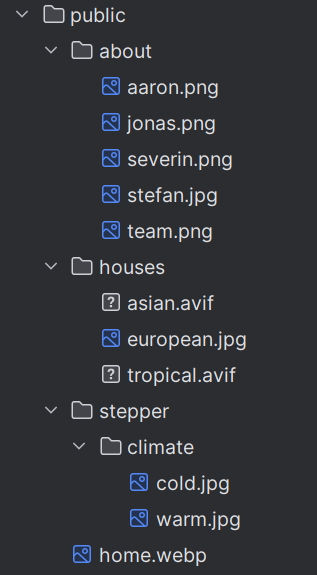 public
about
aaron.png
jonas.png
severin.png
stefan.jpg
team.png
houses
asian.avif
european.jpg
tropical.avif
stepper
climate
cold.jpg
warm.jpg
home.webp